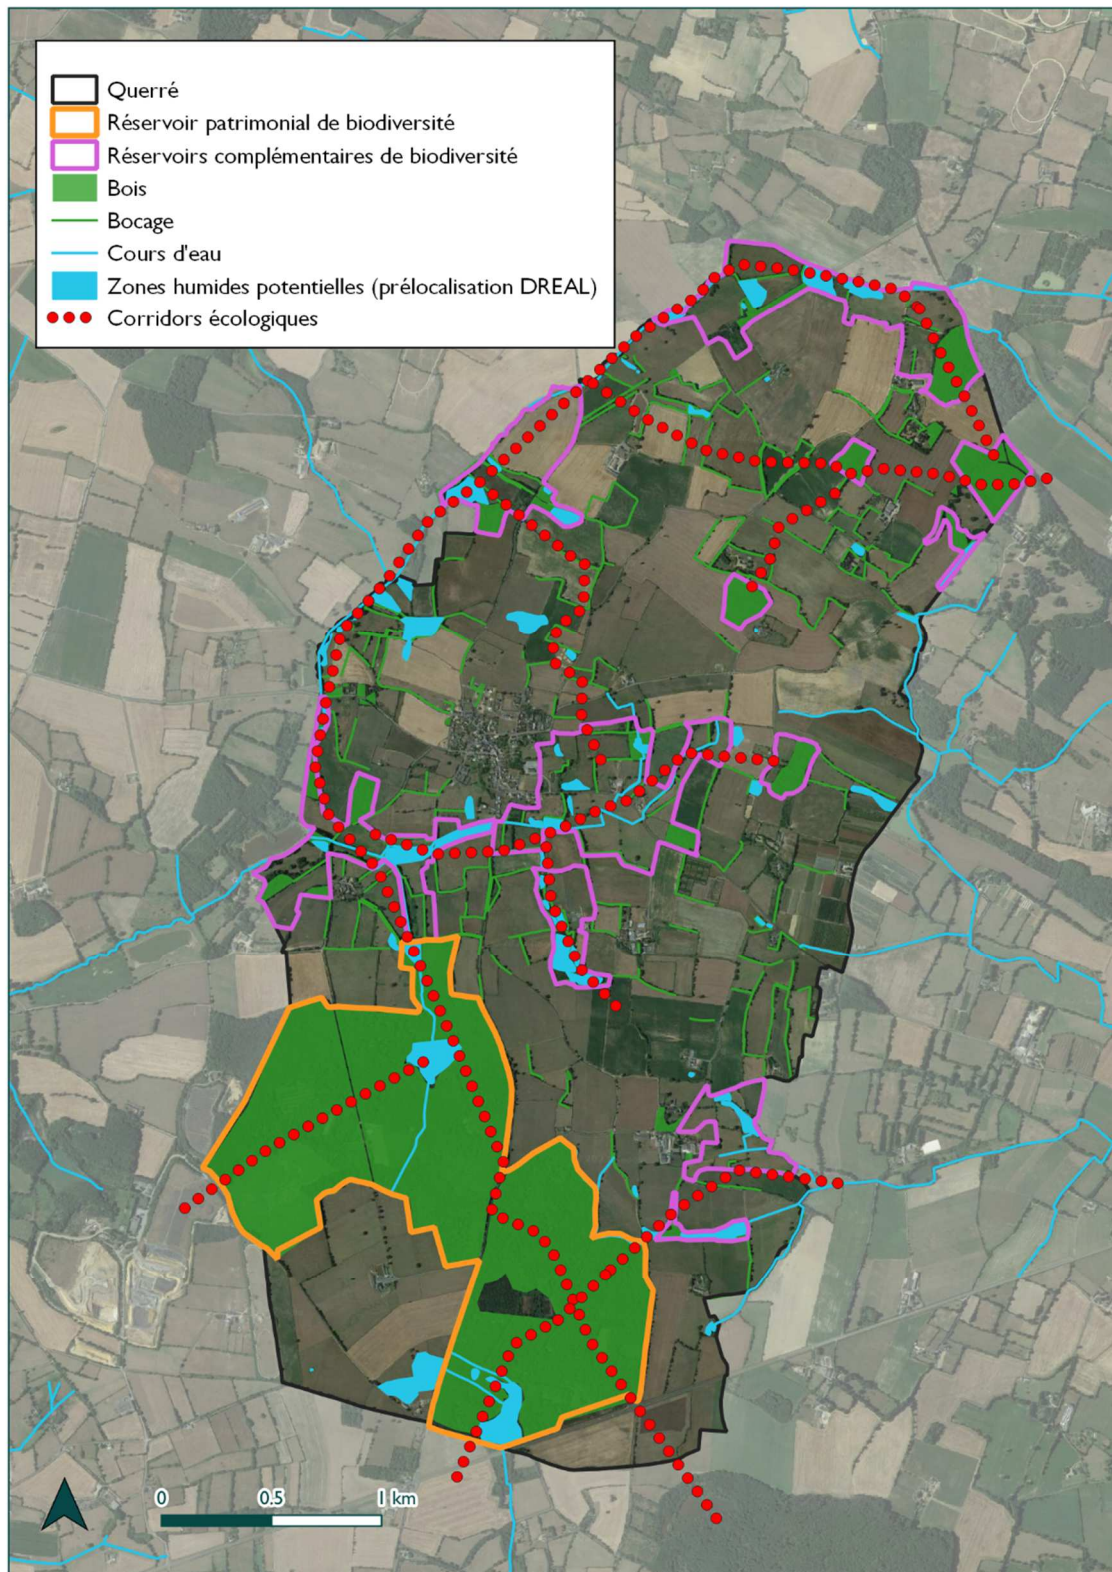 Querré
Réservoir patrimonial de biodiversité
Réservoirs complémentaires de biodiversité
Bois
Bocage
Cours d'eau
Zones humides potentielles (prélocalisation DREAL)
Corridors écologiques
0 0.5 1 km